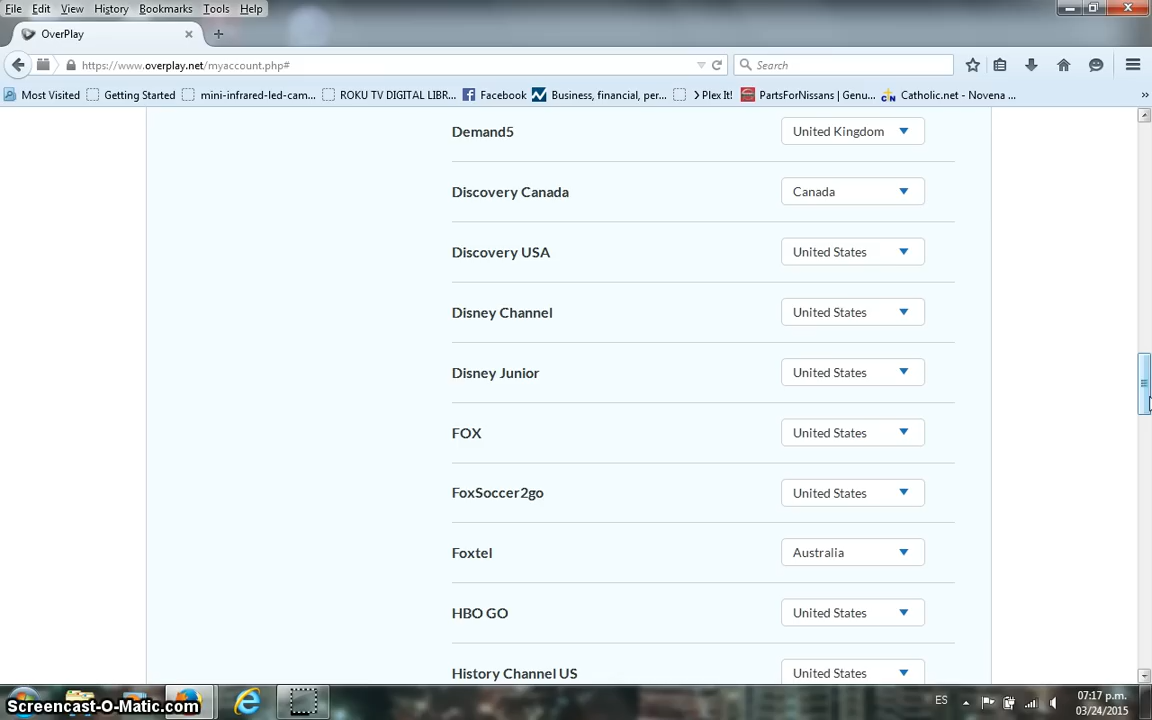 File Edit View History Bookmarks Tools Help
OverPlay
https://www.overplay.net/myaccount.php#
Search
Most Visited Getting Started mini-infrared-led-cam... ROKU TV DIGITAL LIBR... Facebook Business, financial, per... Plex It! PartsForNissans | Genu... Catholic.net - Novena ...
Demand5 United Kingdom
Discovery Canada Canada
Discovery USA United States
Disney Channel United States
Disney Junior United States
FOX United States
FoxSoccer2go United States
Foxtel Australia
HBO GO United States
History Channel US United States
ES
07:17 p.m.
03/24/2015
Screencast-O-Matic.com